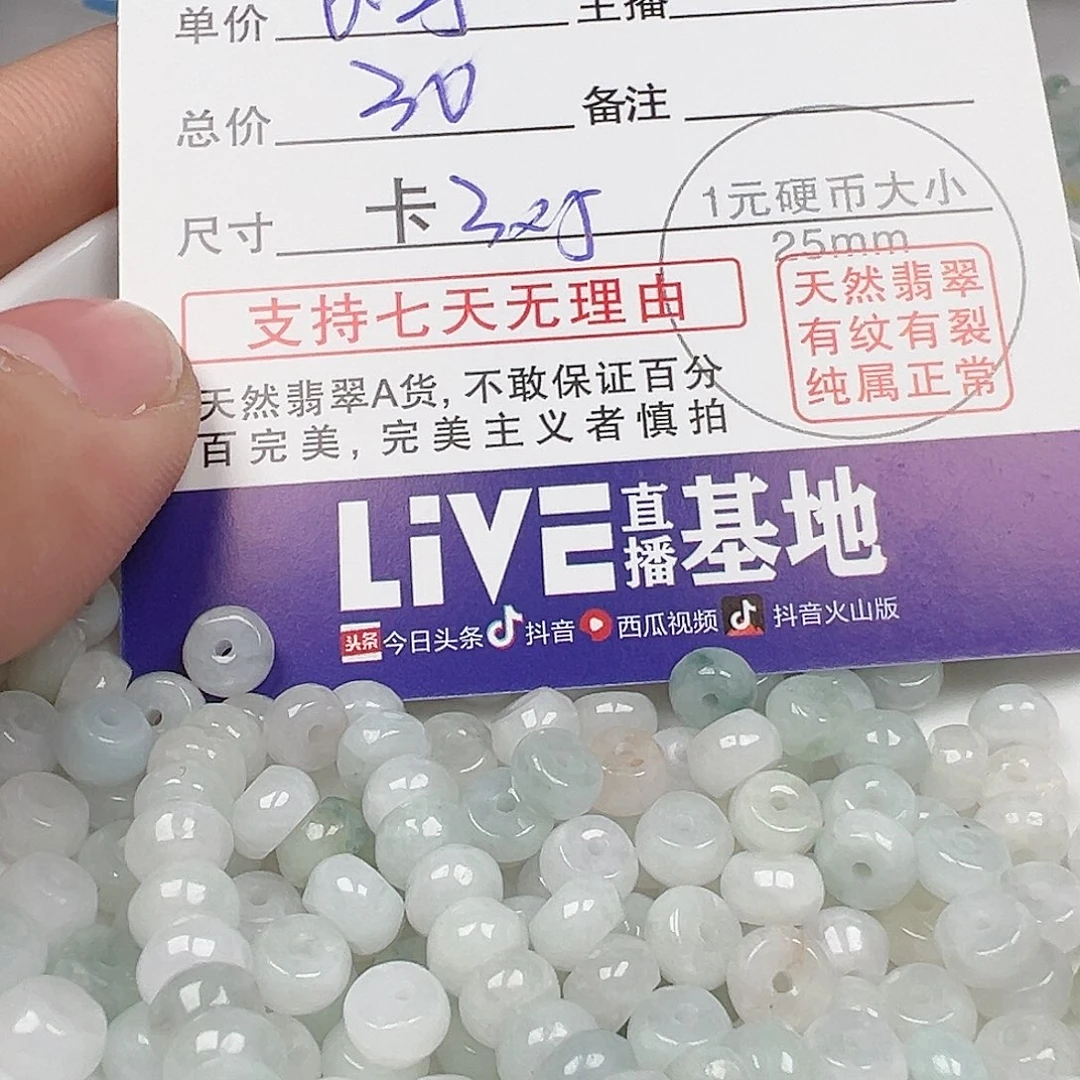 单价
主播
总价 30 备注
尺寸 卡
1元硬币大小
25mm
支持七天无理由
天然翡翠
有纹有裂
纯属正常
天然翡翠A货,不敢保证百分
百完美,完美主义者慎拍
LiVE直播基地
头条 今日头条 抖音 西瓜视频 抖音火山版